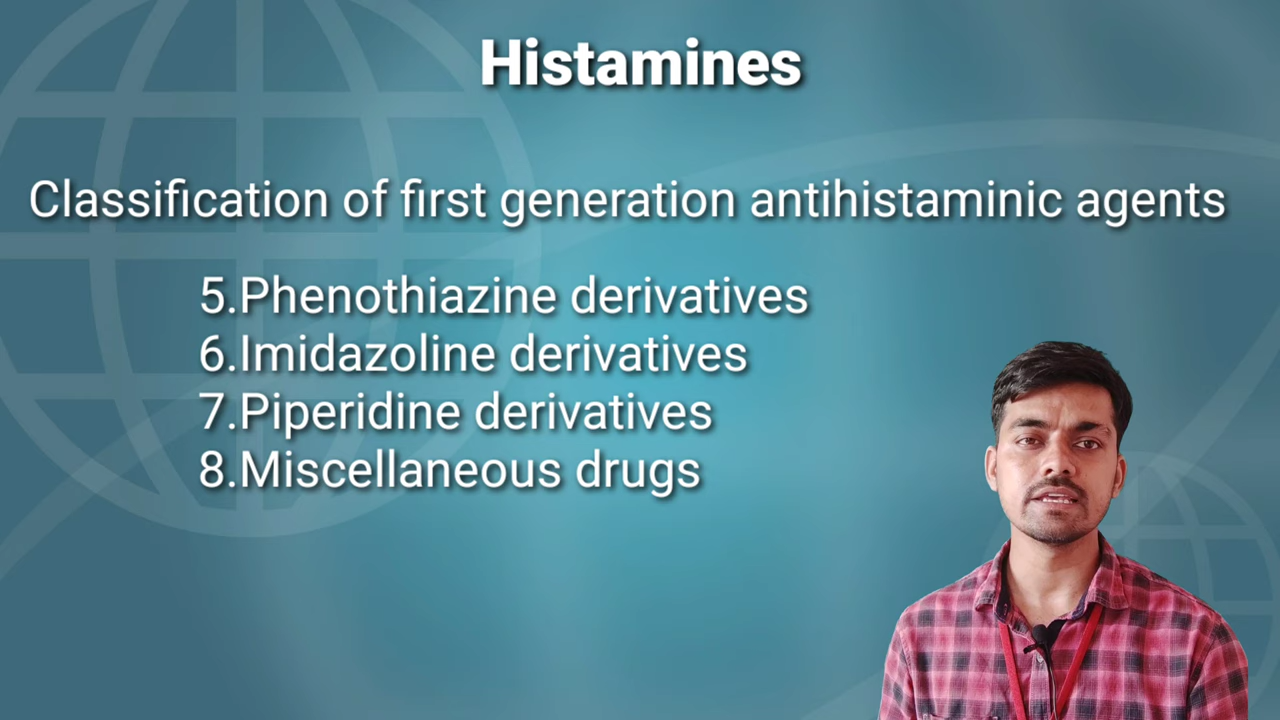 Histamines
Classification of first generation antihistaminic agents
5.Phenothiazine derivatives
6.Imidazoline derivatives
7.Piperidine derivatives
8.Miscellaneous drugs